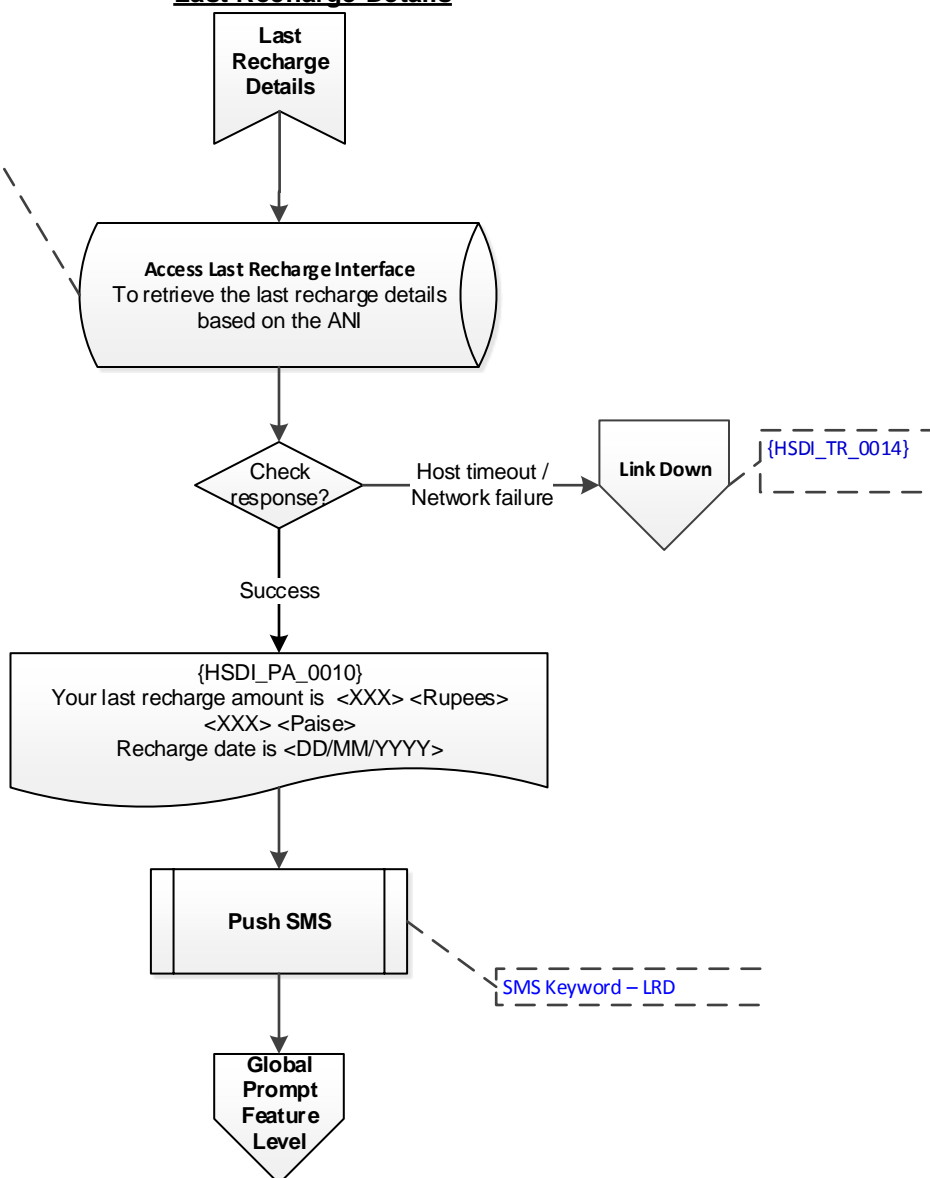 Last Recharge Details
Last
Recharge
Details
Access Last Recharge Interface
To retrieve the last recharge details
based on the ANI
Check
response?
Host timeout /
Network failure
Link Down
{HSDI_TR_0014}
Success
{HSDI_PA_0010}
Your last recharge amount is <XXX> <Rupees>
<XXX> <Paise>
Recharge date is <DD/MM/YYYY>
Push SMS
SMS Keyword – LRD
Global
Prompt
Feature
Level